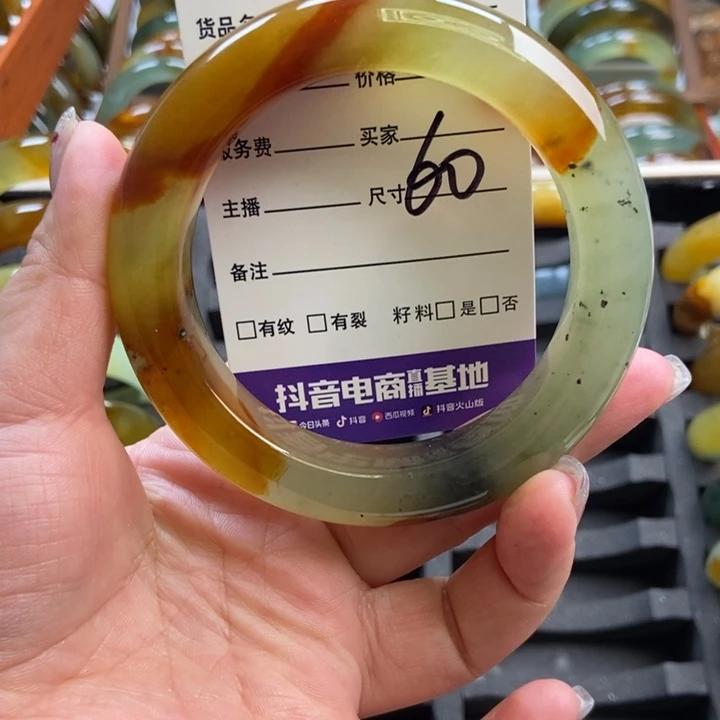 货品
价格
务费 买家
主播 尺寸 60
备注
□有纹 □有裂 籽料□是□否
抖音电商直播基地
今日头条 抖音 西瓜视频 抖音火山版